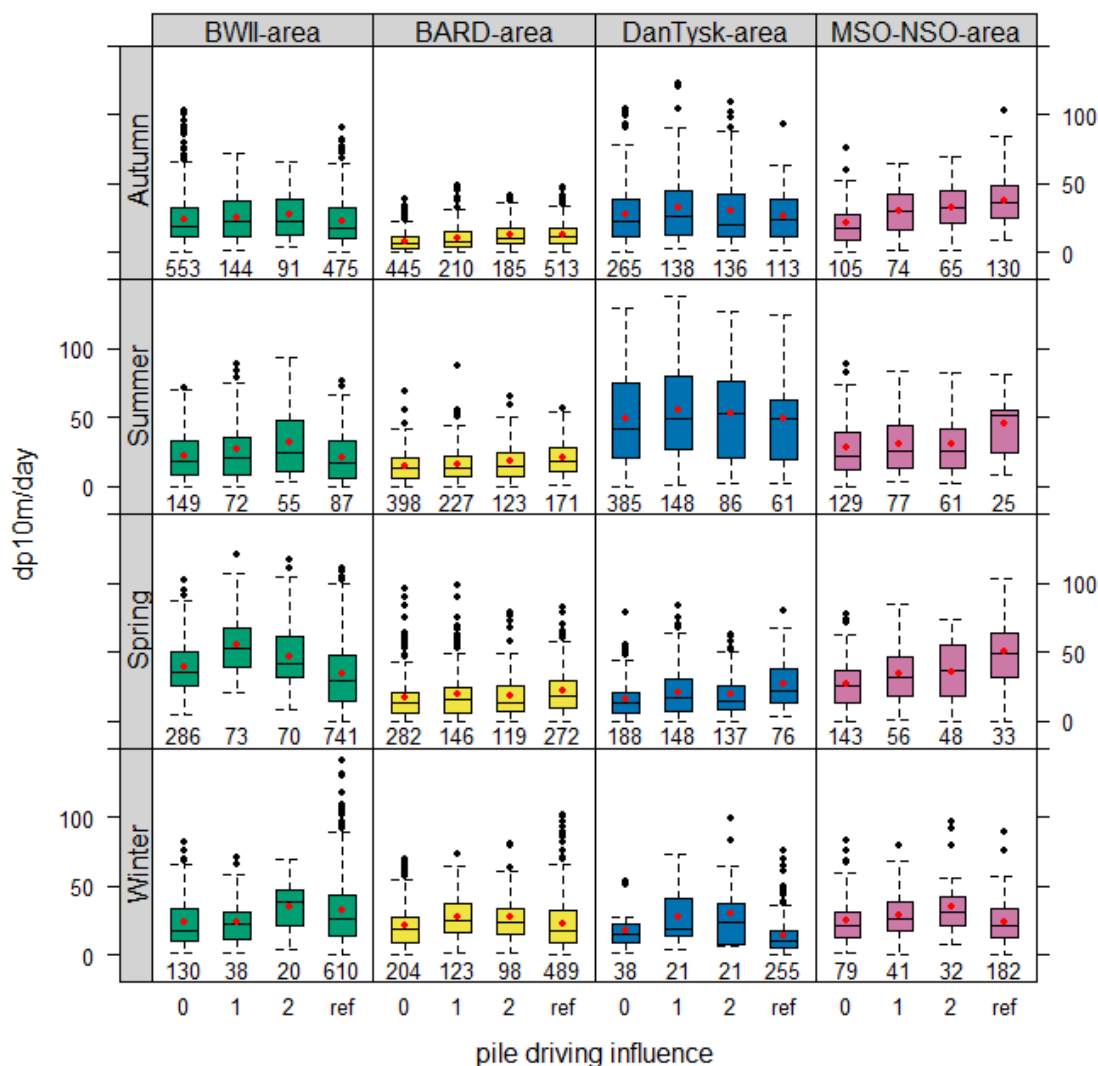 BWII-area BARD-area DanTysk-area MSO-NSO-area
Autumn
100
50
0
553 144 91 475 445 210 185 513 265 138 136 113 105 74 65 130
Summer
100
50
0
149 72 55 87 398 227 123 171 385 148 86 61 129 77 61 25
dp10m/day
Spring
100
50
0
286 73 70 741 282 146 119 272 188 148 137 76 143 56 48 33
Winter
100
50
0
130 38 20 610 204 123 98 489 38 21 21 255 79 41 32 182
0 1 2 ref 0 1 2 ref 0 1 2 ref 0 1 2 ref
pile driving influence